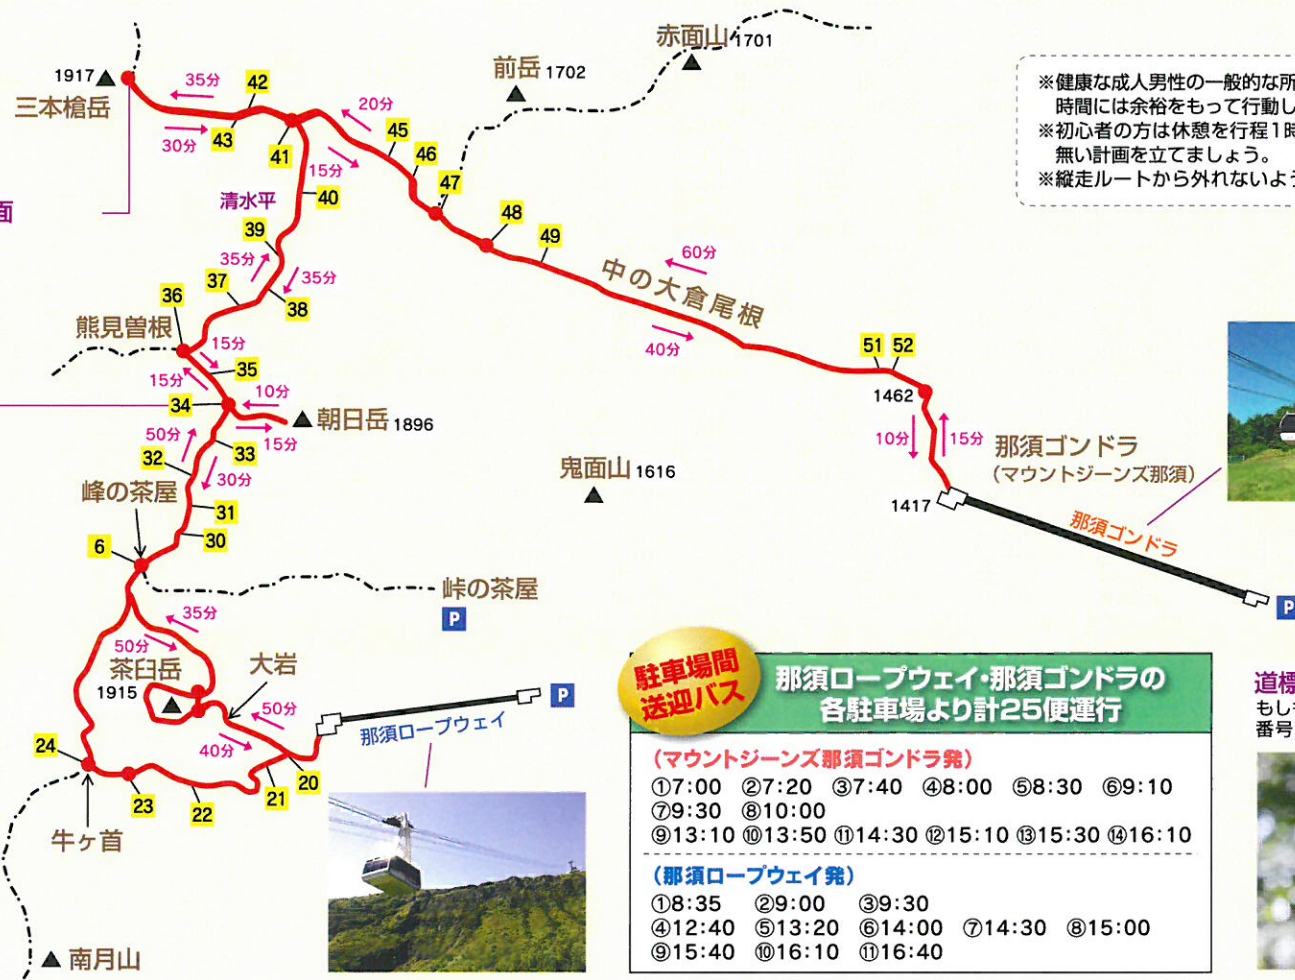 赤面山 1701
前岳 1702
1917
三本槍岳
35分
42
43
30分
41
20分
15分
45
46
47
48
49
40
清水平
面
39
35分
35分
37
38
36
熊見曽根
15分
15分
35
34
10分
15分
朝日岳 1896
50分
33
32
30分
31
30
峰の茶屋
6
峠の茶屋
P
60分
中の大倉尾根
40分
51 52
1462
10分
15分
那須ゴンドラ
(マウントジーンズ那須)
1417
那須ゴンドラ
P
鬼面山 1616
35分
50分
茶臼岳
1915
大岩
50分
40分
那須ロープウェイ
P
24
23
22
21
20
牛ヶ首
南月山
※健康な成人男性の一般的な所
時間には余裕をもって行動し
※初心者の方は休憩を行程1時
無い計画を立てましょう。
※縦走ルートから外れないよう
駐車場間
送迎バス
那須ロープウェイ・那須ゴンドラの
各駐車場より計25便運行
(マウントジーンズ那須ゴンドラ発)
①7:00 ②7:20 ③7:40 ④8:00 ⑤8:30 ⑥9:10
⑦9:30 ⑧10:00
⑨13:10 ⑩13:50 ⑪14:30 ⑫15:10 ⑬15:30 ⑭16:10
(那須ロープウェイ発)
①8:35 ②9:00 ③9:30
④12:40 ⑤13:20 ⑥14:00 ⑦14:30 ⑧15:00
⑨15:40 ⑩16:10 ⑪16:40
道標
もし
番号